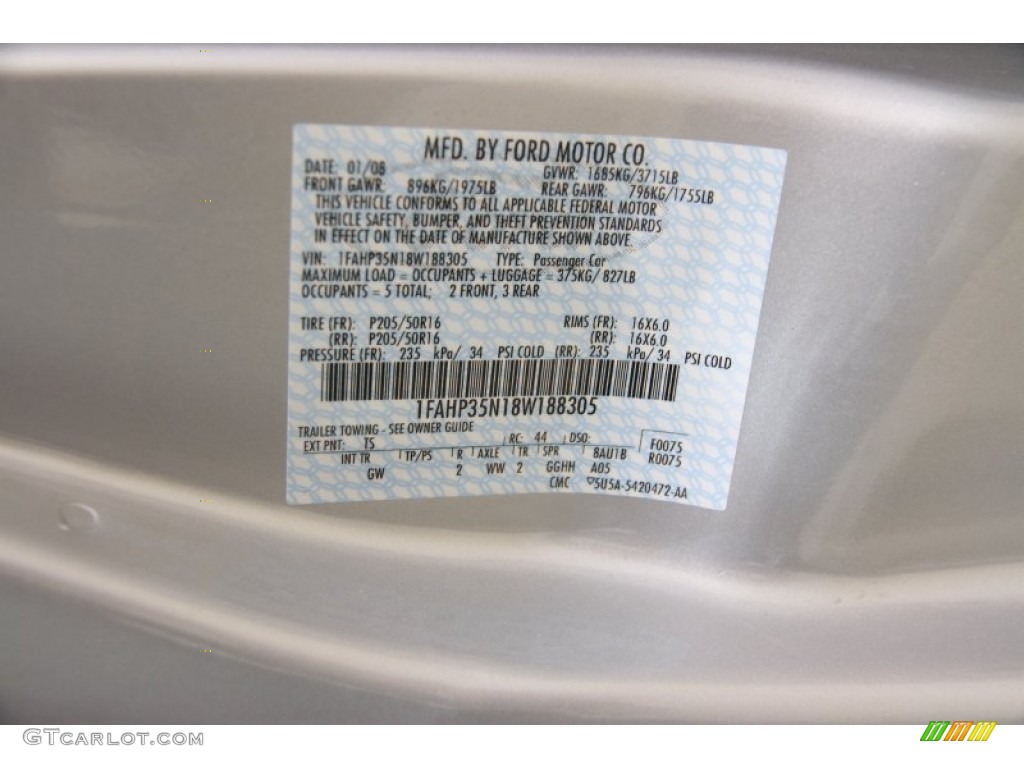 MFD. BY FORD MOTOR CO.
DATE: 01/08 GVWR: 1685KG/3715LB
FRONT GAWR: 896KG/1975LB REAR GAWR: 796KG/1755LB
THIS VEHICLE CONFORMS TO ALL APPLICABLE FEDERAL MOTOR
VEHICLE SAFETY, BUMPER, AND THEFT PREVENTION STANDARDS
IN EFFECT ON THE DATE OF MANUFACTURE SHOWN ABOVE.
VIN: 1FAHP35N18W188305 TYPE: Passenger Car
MAXIMUM LOAD = OCCUPANTS + LUGGAGE = 375KG/ 827LB
OCCUPANTS = 5 TOTAL; 2 FRONT, 3 REAR
TIRE (FR): P205/50R16 RIMS (FR): 16X6.0
(RR): P205/50R16 (RR): 16X6.0
PRESSURE (FR): 235 kPa/ 34 PSI COLD (RR): 235 kPa/ 34 PSI COLD
1FAHP35N18W188305
TRAILER TOWING - SEE OWNER GUIDE
EXT PNT: TS RC: 44 DSO: F0075
INT TR TP/PS R AXLE TR SPR 8AU1B R0075
GW 2 WW 2 GGHH A05
CMC 5U5A-5420472-AA
GTCarLot.com